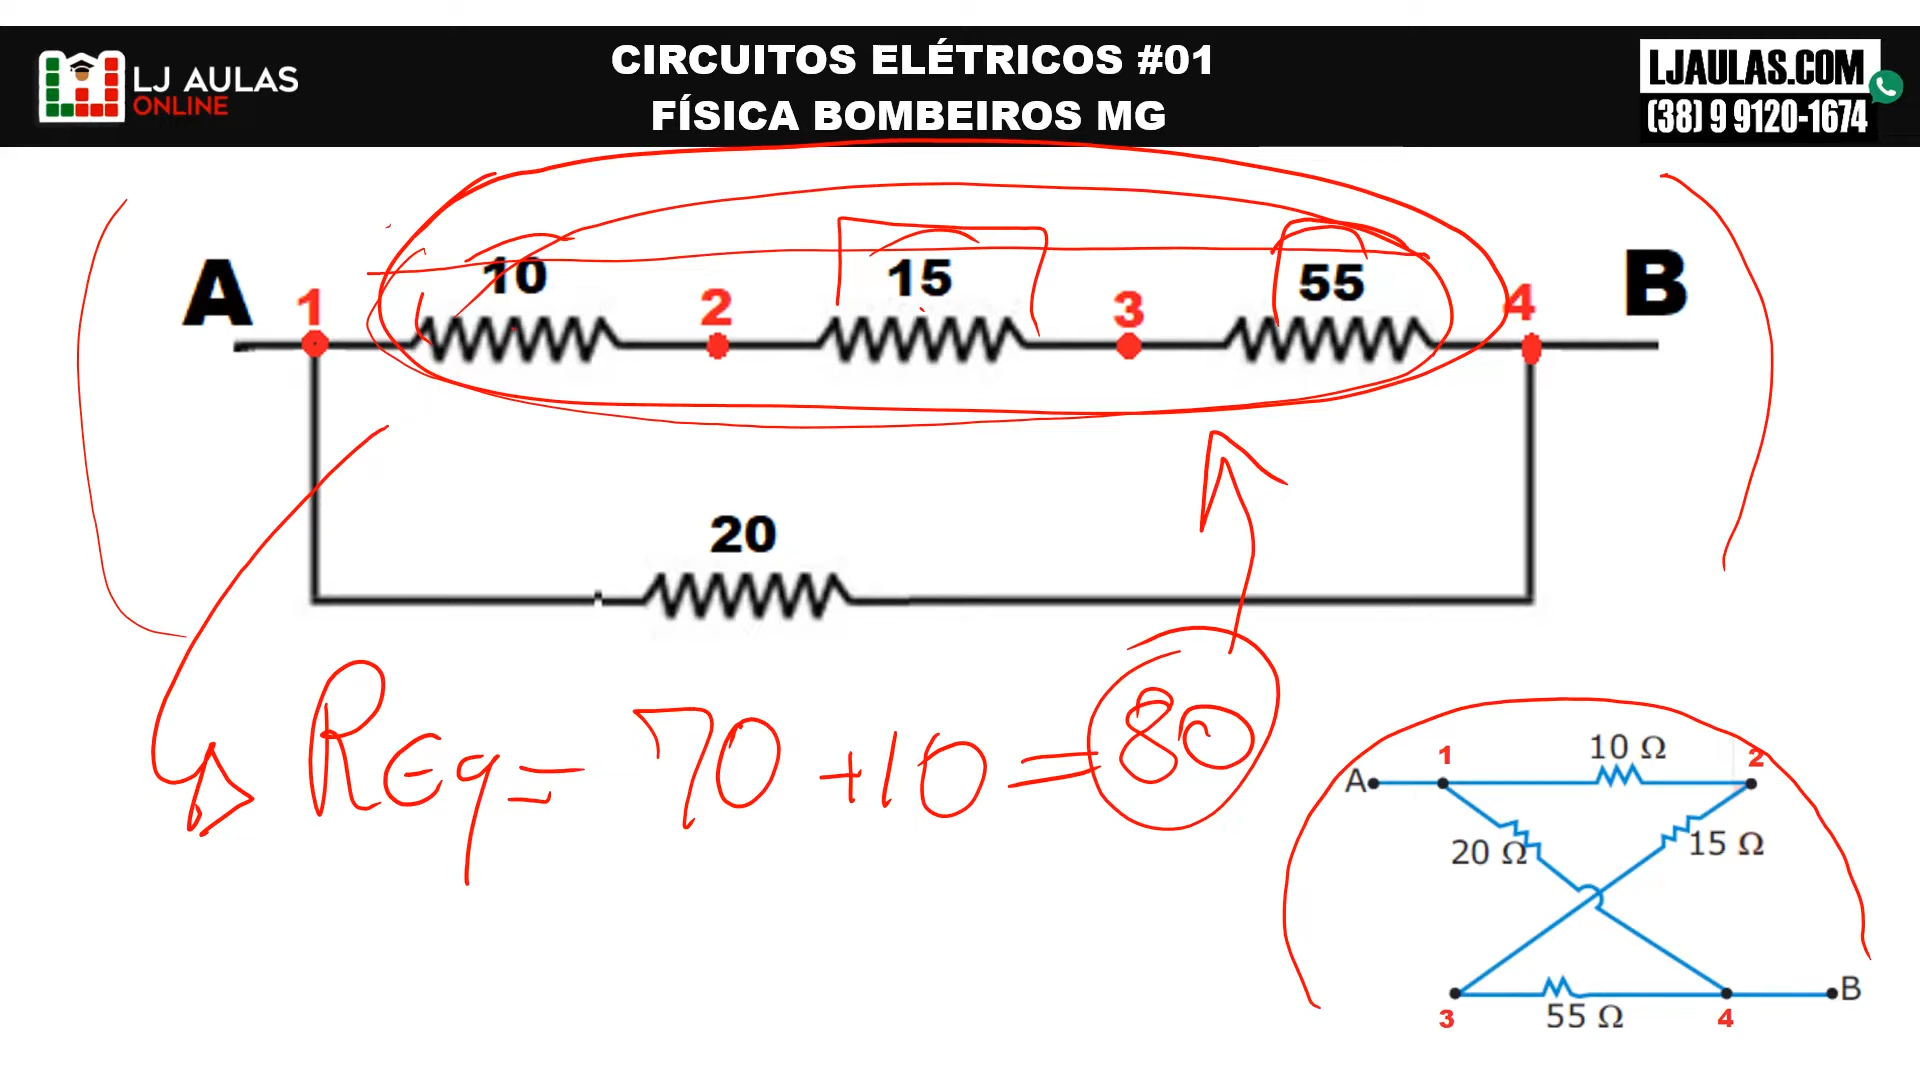 LJ AULAS
ONLINE
CIRCUITOS ELÉTRICOS #01
FÍSICA BOMBEIROS MG
LJAULAS.COM
(38) 9 9120-1674
A 1 10 2 15 3 55 4 B
20
REq = 70 + 10 = 80
A 1 10 Ω 2
20 Ω 15 Ω
3 55 Ω 4 B